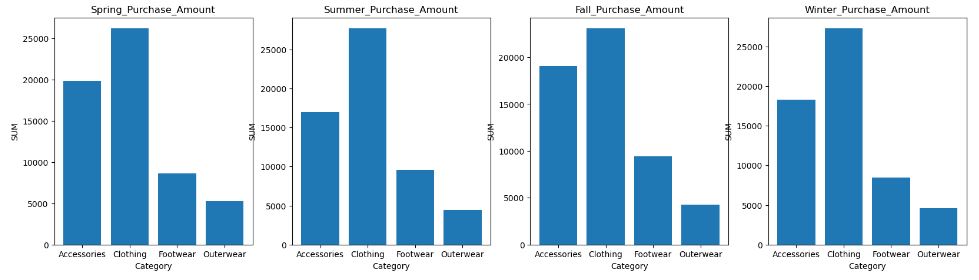 Spring_Purchase_Amount
25000
20000
15000
10000
5000
0
SUM
Accessories Clothing Footwear Outerwear
Category
Summer_Purchase_Amount
25000
20000
15000
10000
5000
0
SUM
Accessories Clothing Footwear Outerwear
Category
Fall_Purchase_Amount
20000
15000
10000
5000
0
SUM
Accessories Clothing Footwear Outerwear
Category
Winter_Purchase_Amount
25000
20000
15000
10000
5000
0
SUM
Accessories Clothing Footwear Outerwear
Category